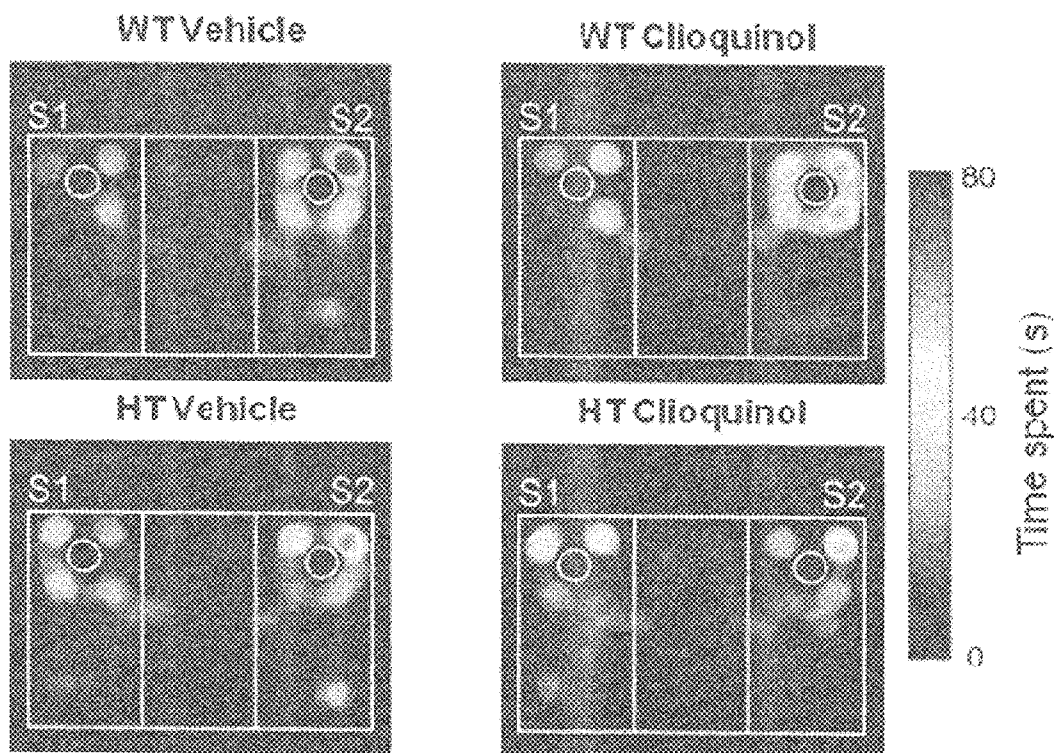 WT Vehicle
WT Clioquinol
S1
S2
S1
S2
80
40
0
Time spent (s)
HT Vehicle
HT Clioquinol
S1
S2
S1
S2